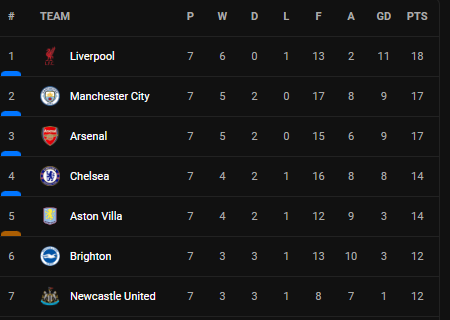 # TEAM P W D L F A GD PTS
1 Liverpool 7 6 0 1 13 2 11 18
2 Manchester City 7 5 2 0 17 8 9 17
3 Arsenal 7 5 2 0 15 6 9 17
4 Chelsea 7 4 2 1 16 8 8 14
5 Aston Villa 7 4 2 1 12 9 3 14
6 Brighton 7 3 3 1 13 10 3 12
7 Newcastle United 7 3 3 1 8 7 1 12